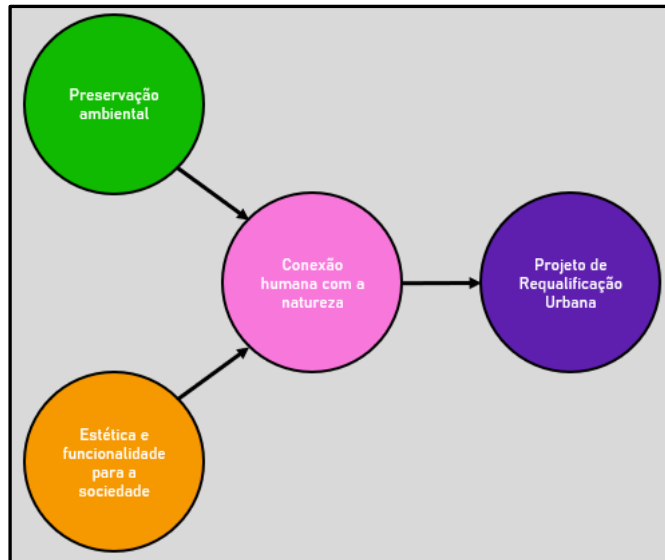 Preservação
ambiental
Conexão
humana com a
natureza
Projeto de
Requalificação
Urbana
Estética e
funcionalidade
para a
sociedade